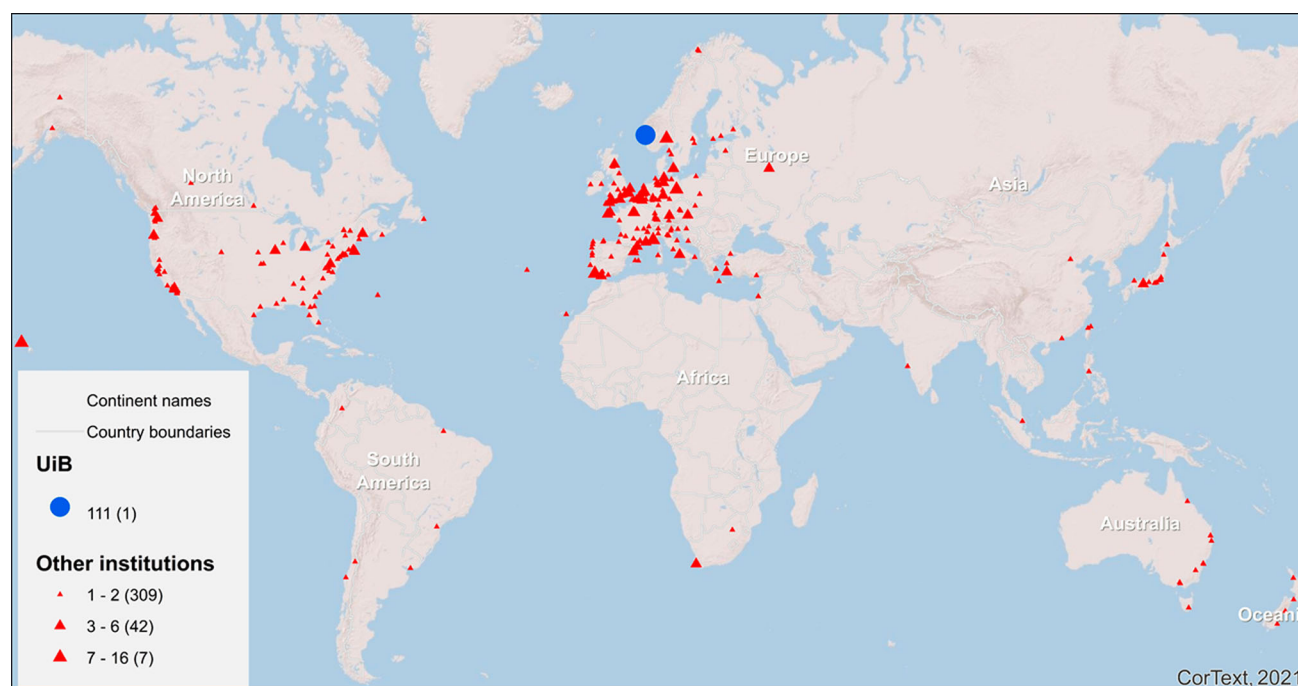 North
America
Europe
Asia
Africa
South
America
Australia
Oceani
Continent names
Country boundaries
UiB
111 (1)
Other institutions
1 - 2 (309)
3 - 6 (42)
7 - 16 (7)
CorText, 2021